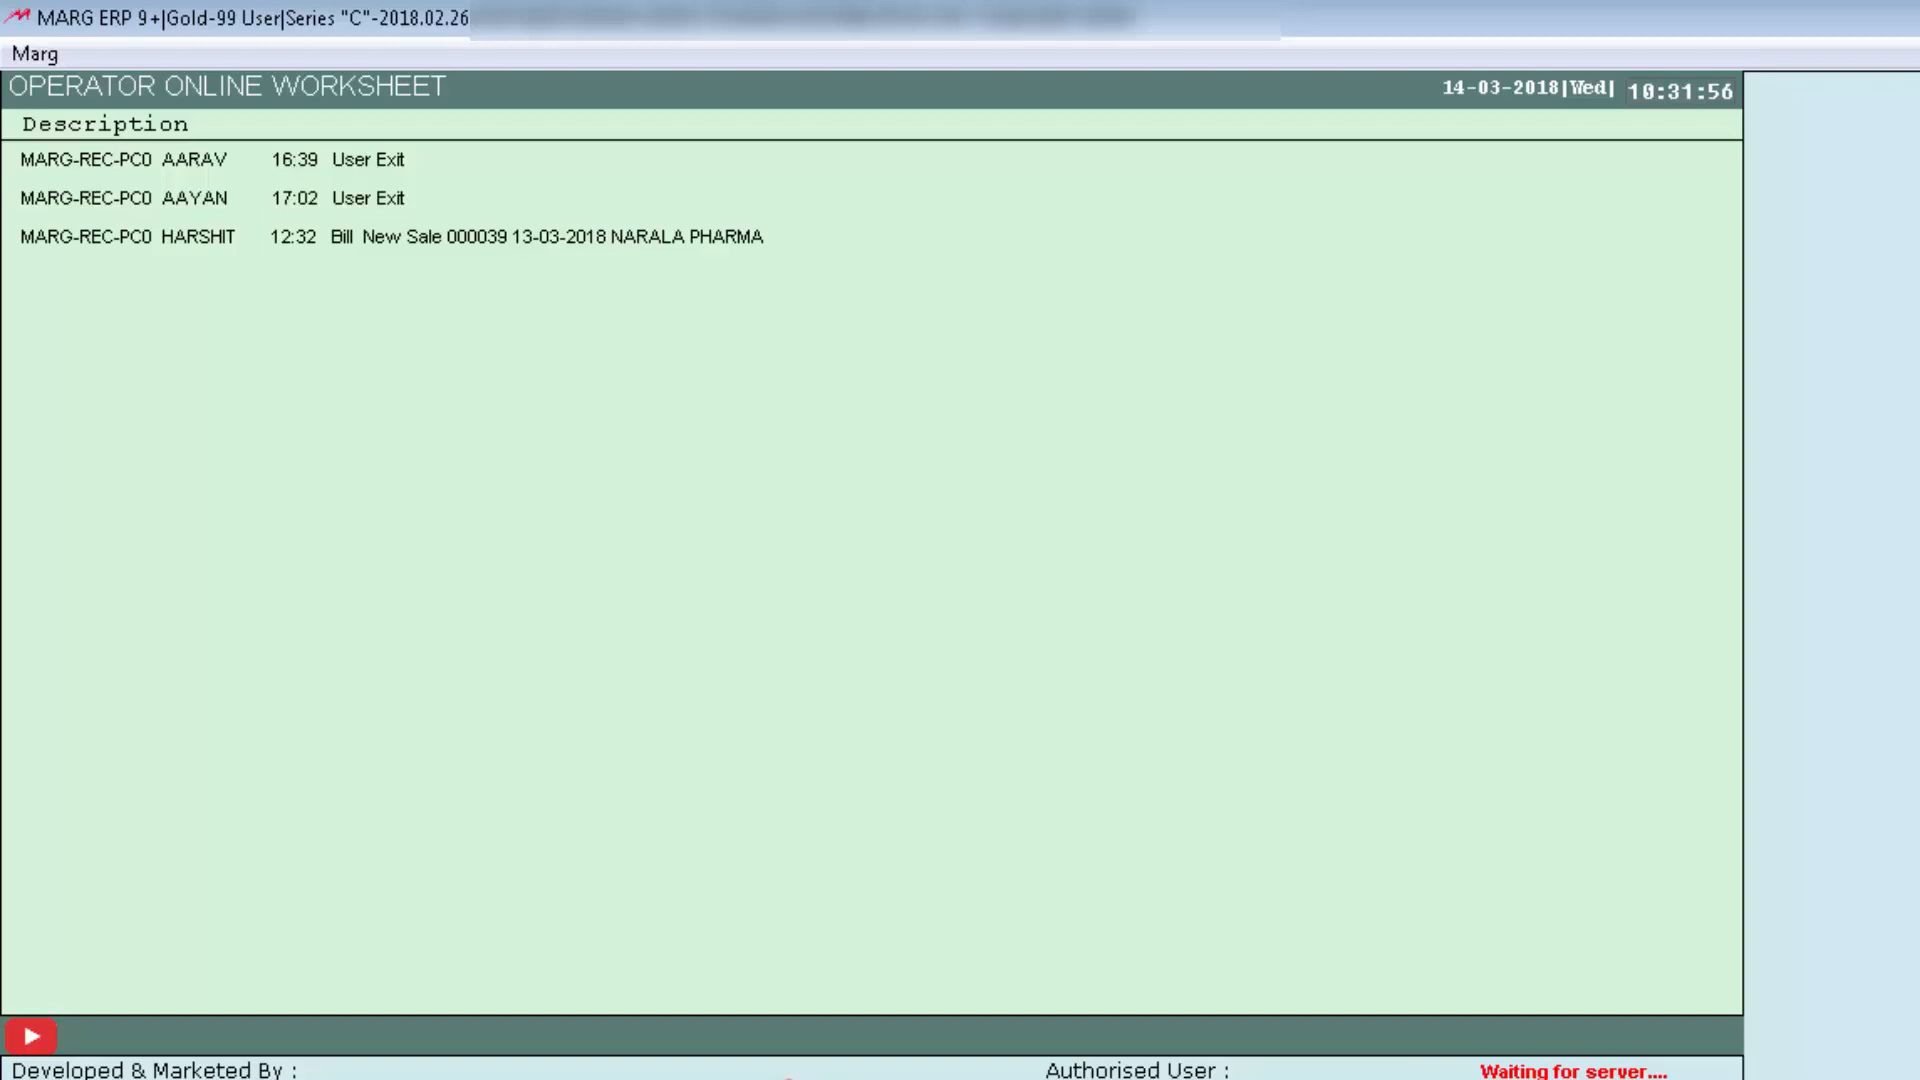 MARG ERP 9+|Gold-99 User|Series "C"-2018.02.26
Marg
OPERATOR ONLINE WORKSHEET 14-03-2018|Wed| 10:31:56
Description
MARG-REC-PC0 AARAV 16:39 User Exit
MARG-REC-PC0 AAYAN 17:02 User Exit
MARG-REC-PC0 HARSHIT 12:32 Bill New Sale 000039 13-03-2018 NARALA PHARMA
Developed & Marketed By : Authorised User : Waiting for server....